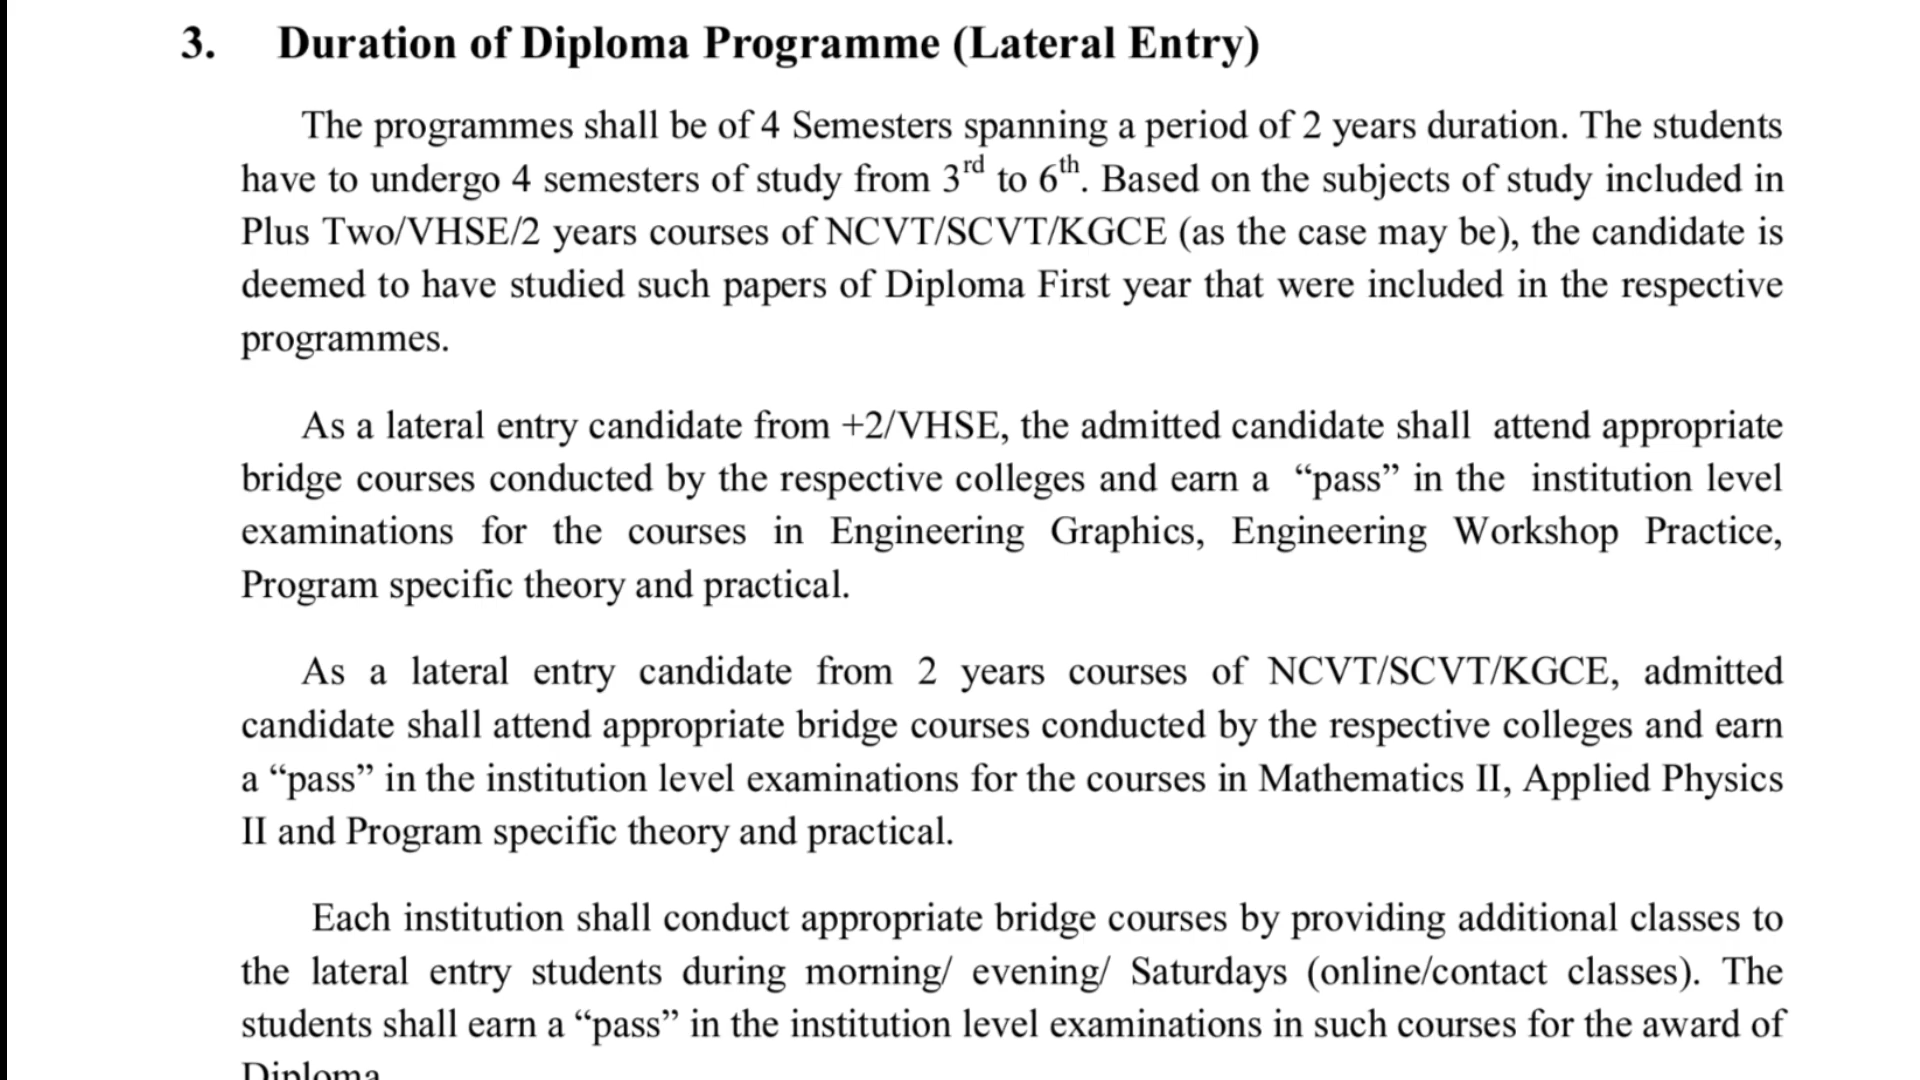 3. Duration of Diploma Programme (Lateral Entry)
The programmes shall be of 4 Semesters spanning a period of 2 years duration. The students
have to undergo 4 semesters of study from 3rd to 6th. Based on the subjects of study included in
Plus Two/VHSE/2 years courses of NCVT/SCVT/KGCE (as the case may be), the candidate is
deemed to have studied such papers of Diploma First year that were included in the respective
programmes.
As a lateral entry candidate from +2/VHSE, the admitted candidate shall attend appropriate
bridge courses conducted by the respective colleges and earn a “pass” in the institution level
examinations for the courses in Engineering Graphics, Engineering Workshop Practice,
Program specific theory and practical.
As a lateral entry candidate from 2 years courses of NCVT/SCVT/KGCE, admitted
candidate shall attend appropriate bridge courses conducted by the respective colleges and earn
a “pass” in the institution level examinations for the courses in Mathematics II, Applied Physics
II and Program specific theory and practical.
Each institution shall conduct appropriate bridge courses by providing additional classes to
the lateral entry students during morning/ evening/ Saturdays (online/contact classes). The
students shall earn a “pass” in the institution level examinations in such courses for the award of
Diploma